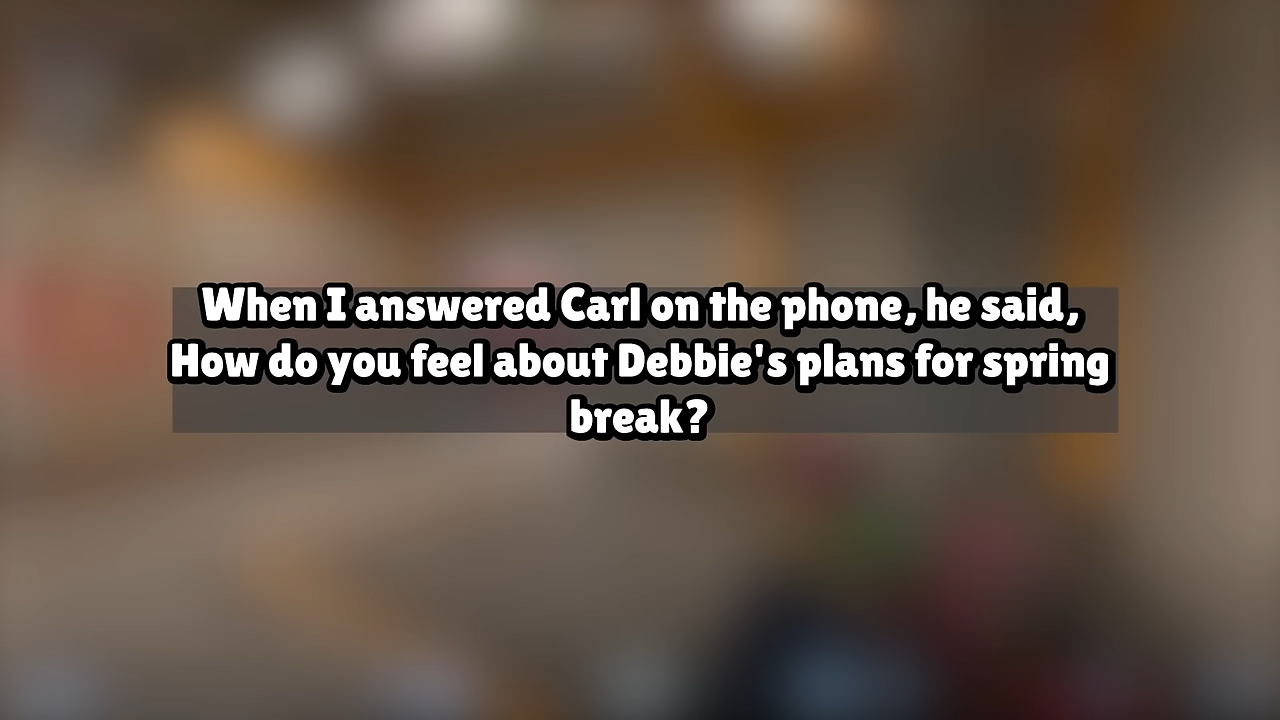 When I answered Carl on the phone, he said,
How do you feel about Debbie's plans for spring
break?